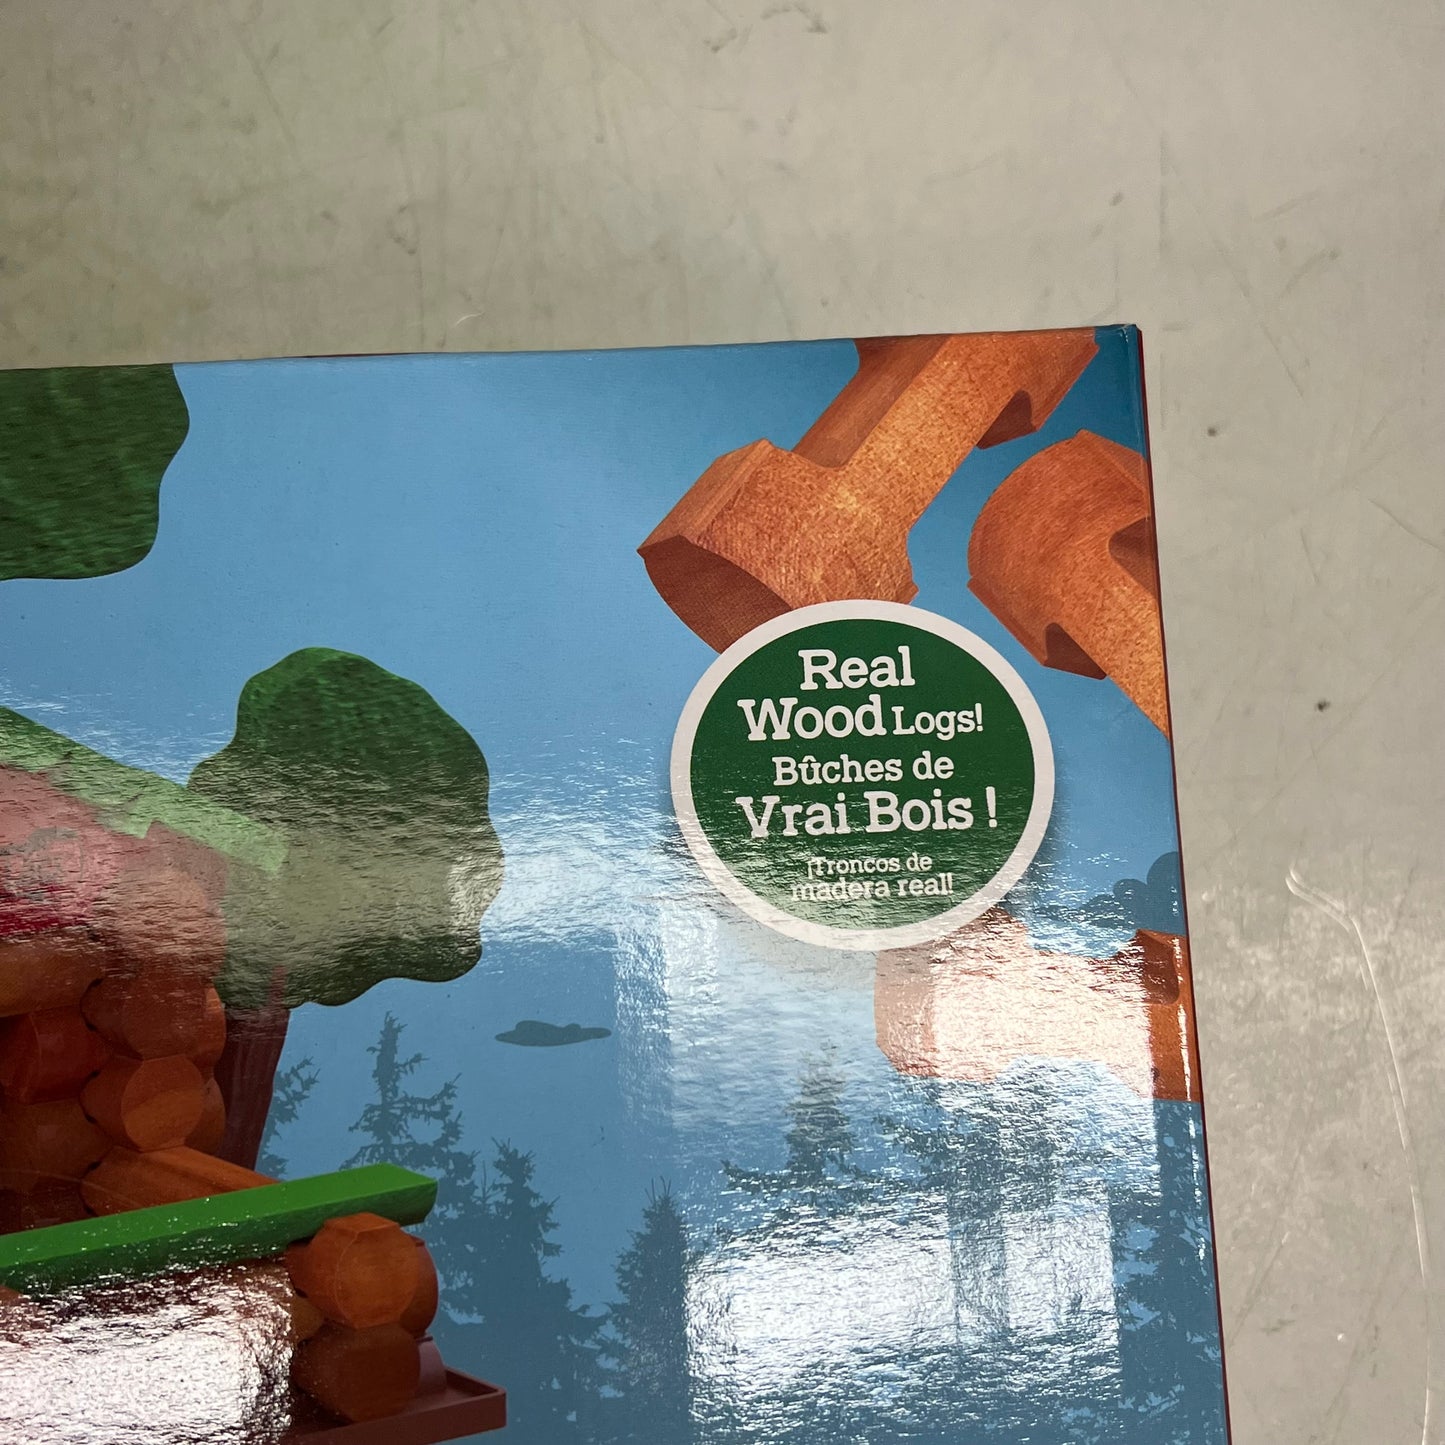 Real
Wood Logs!
Bûches de
Vrai Bois !
¡Troncos de
madera real!